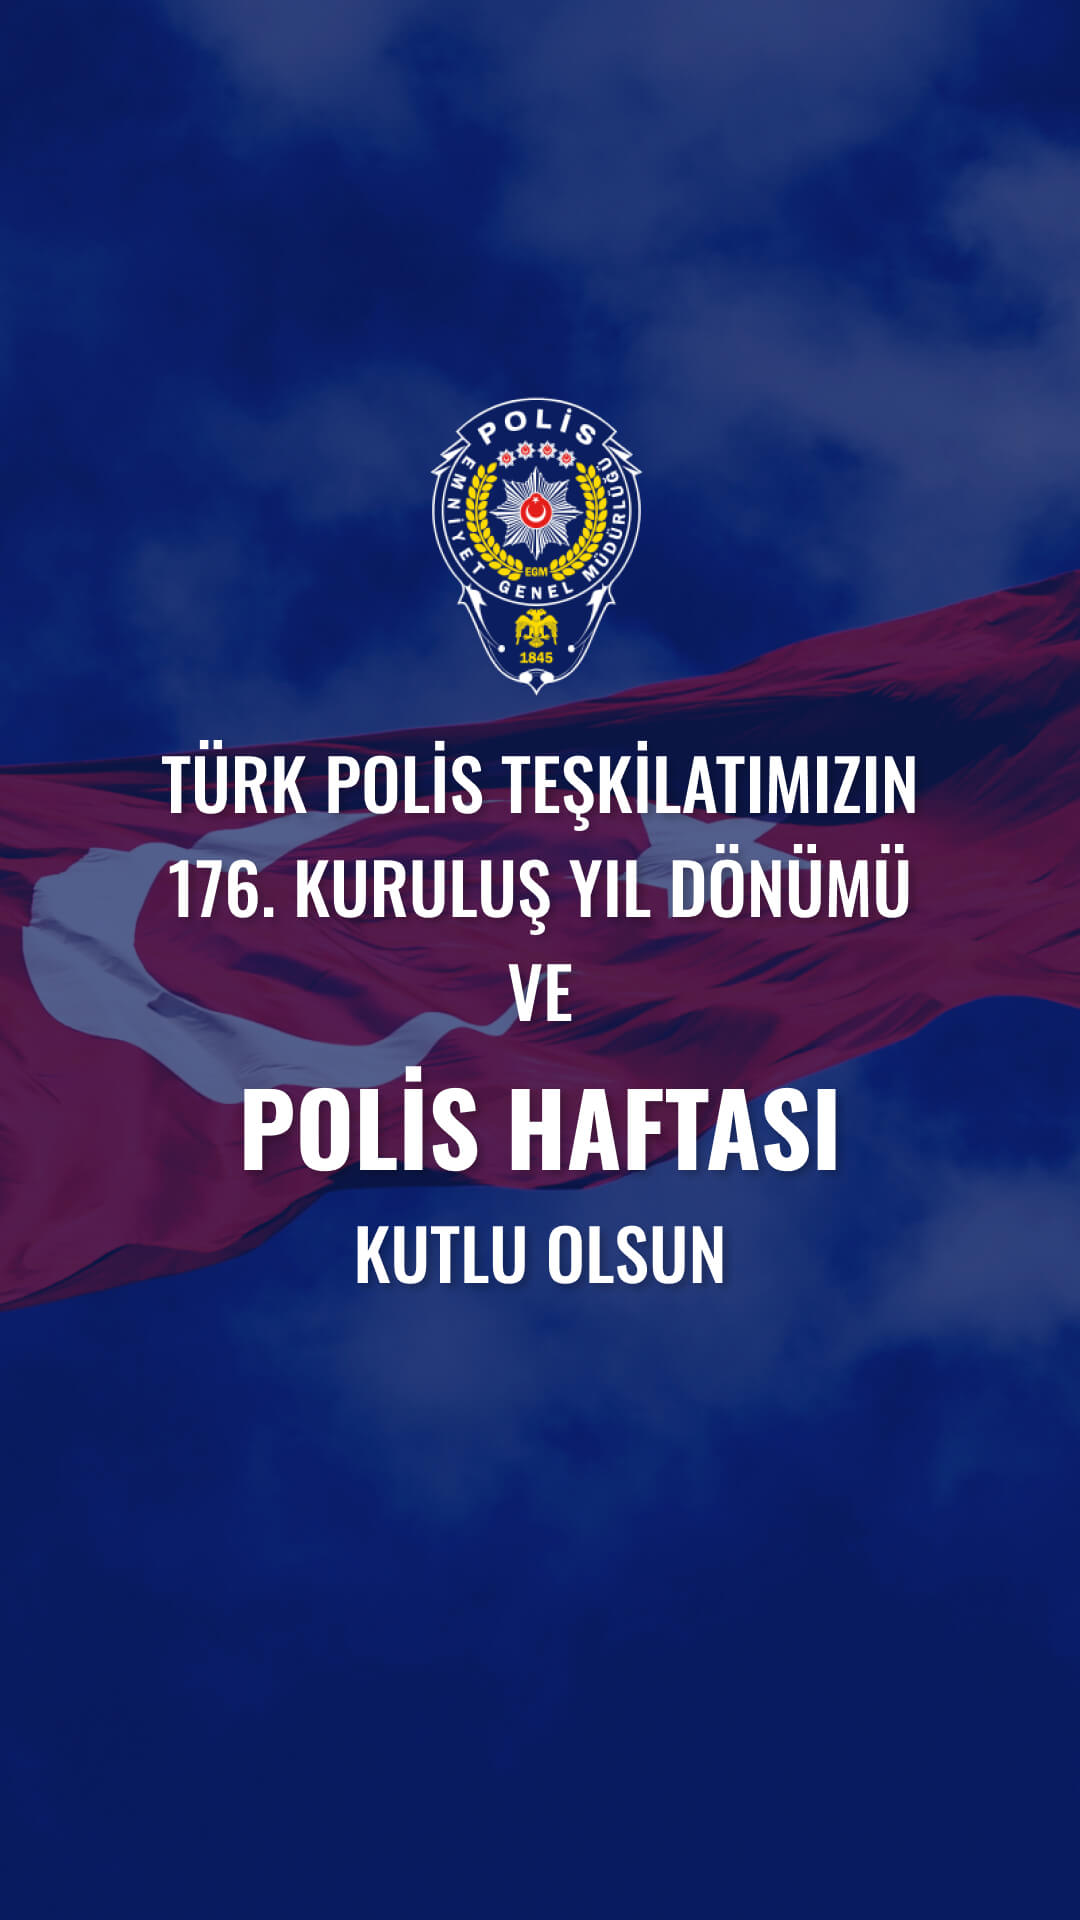 POLİS
EMNİYET GENEL MÜDÜRLÜĞÜ
EGM
1845
TÜRK POLİS TEŞKİLATIMIZIN
176. KURULUŞ YIL DÖNÜMÜ
VE
POLİS HAFTASI
KUTLU OLSUN